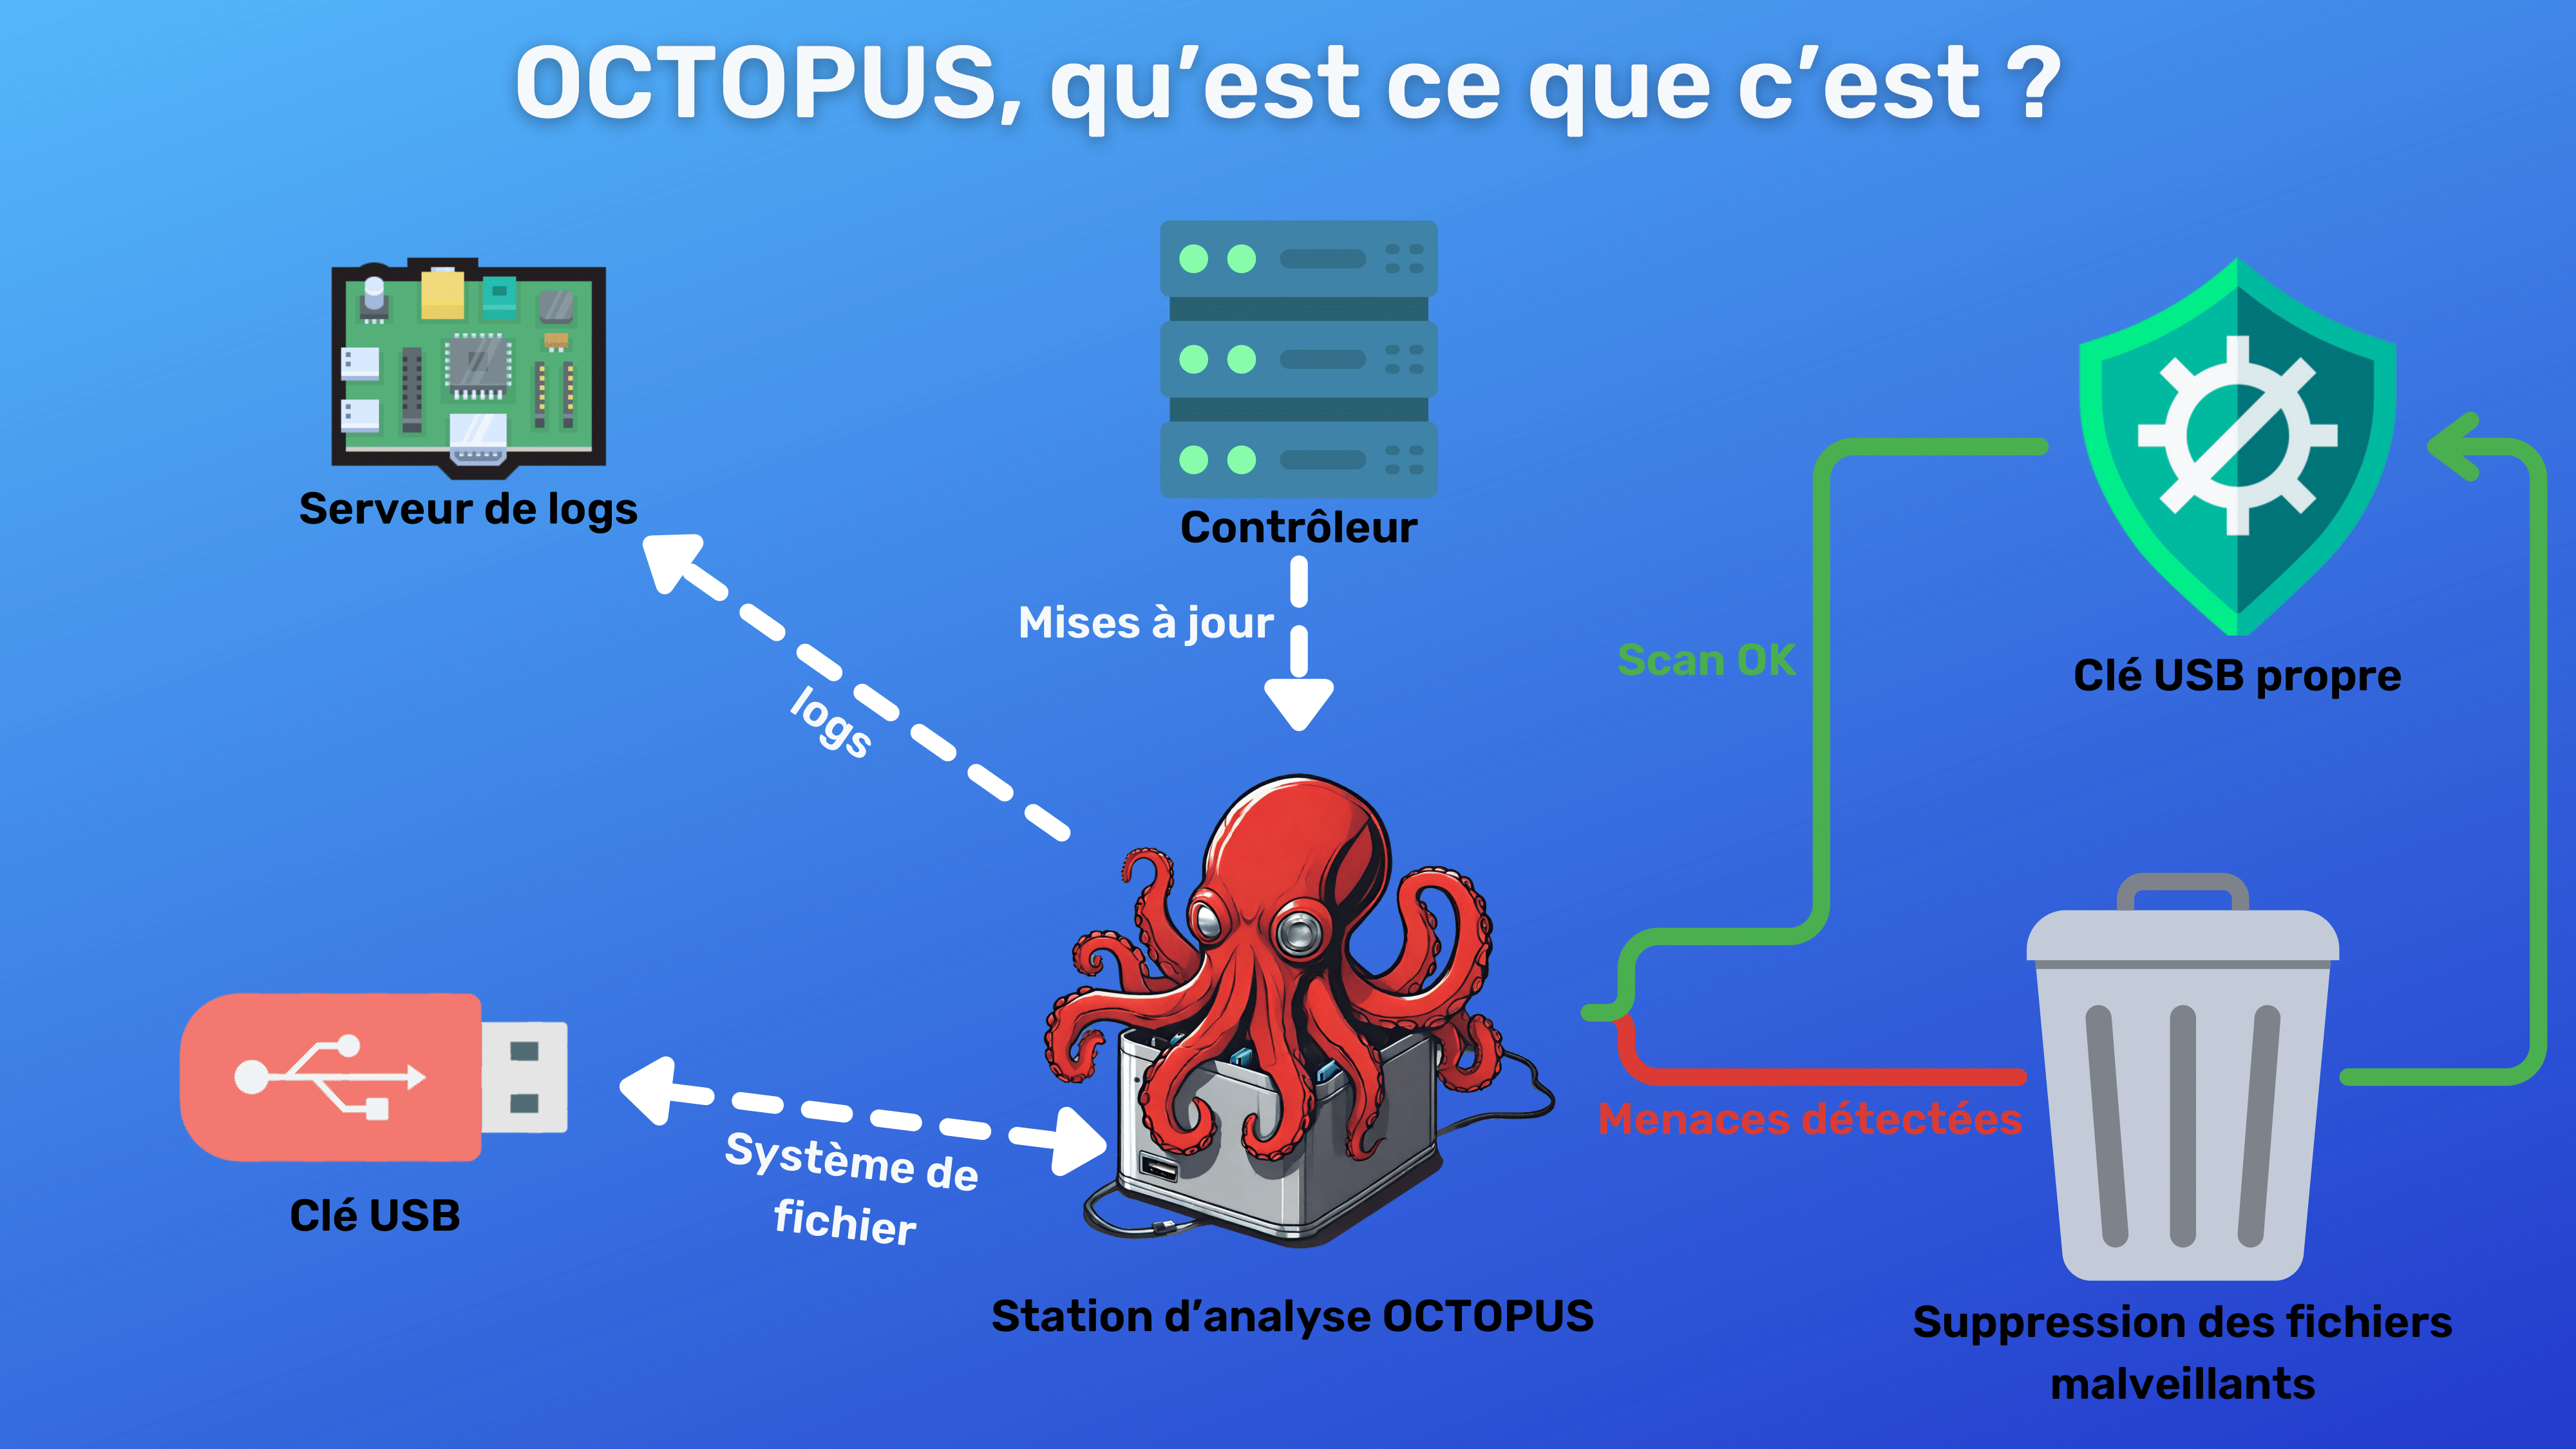 OCTOPUS, qu’est ce que c’est ?
Serveur de logs
Contrôleur
Mises à jour
logs
Scan OK
Clé USB propre
Clé USB
Système de
fichier
Station d’analyse OCTOPUS
Menaces détectées
Suppression des fichiers
malveillants